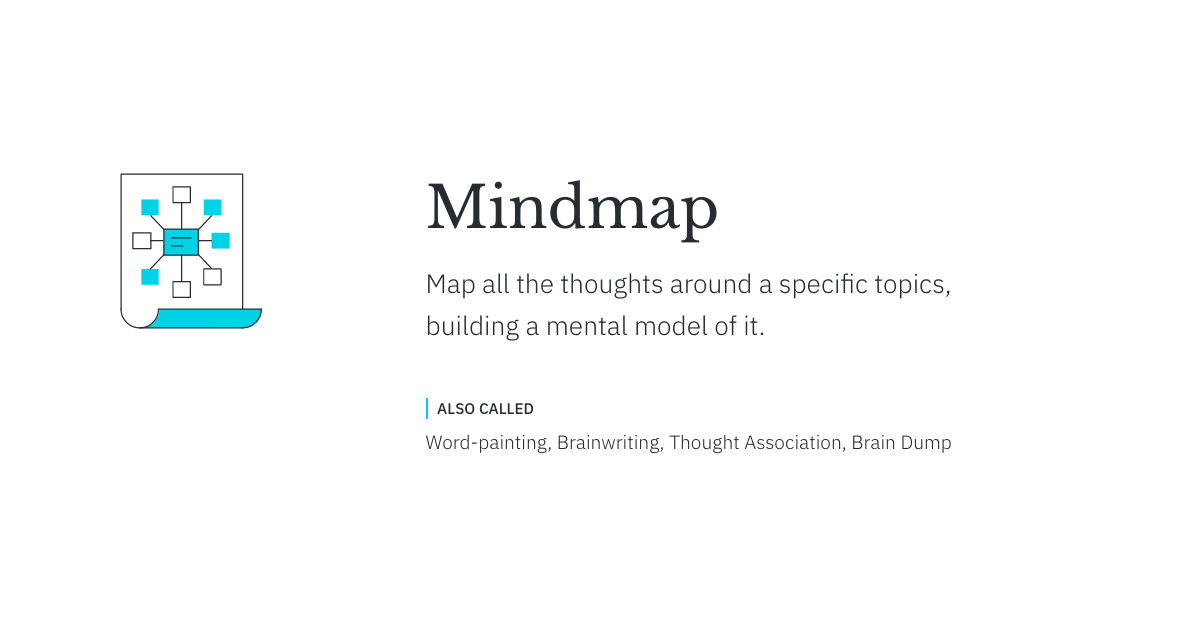 Mindmap
Map all the thoughts around a specific topics,
building a mental model of it.
ALSO CALLED
Word-painting, Brainwriting, Thought Association, Brain Dump